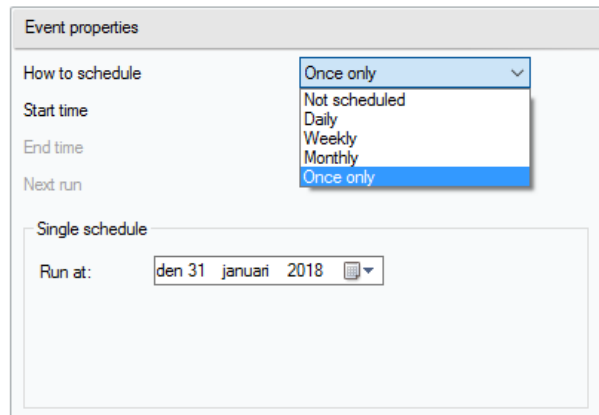 Event properties
How to schedule Once only
Not scheduled
Start time
Daily
Weekly
End time
Monthly
Next run Once only
Single schedule
Run at: den 31 januari 2018